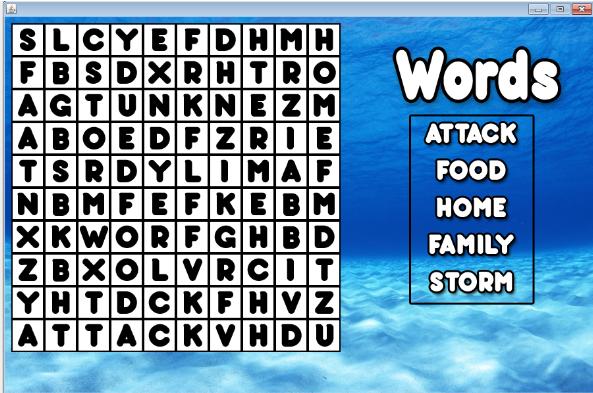 S L C Y E F D H M H
F B S D X R H T R O
A G T U N K N E Z M
A B O E D F Z R I E
T S R D Y L I M A F
N B M F E F K E B M
X K W O R F G H B D
Z B X O L V R C I T
Y H T D C K F H V Z
A T T A C K V H D U
Words
ATTACK
FOOD
HOME
FAMILY
STORM